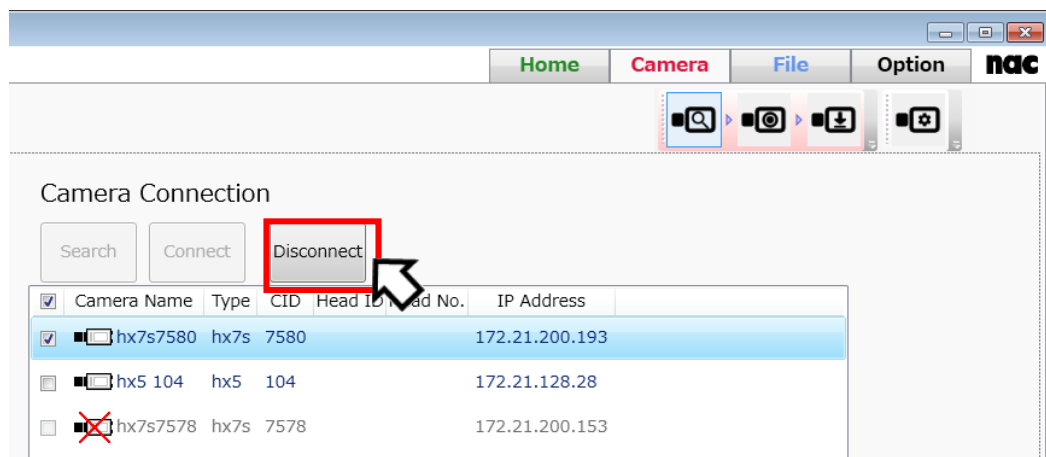 Home Camera File Option nac
Camera Connection
Search Connect Disconnect
Camera Name Type CID Head ID Head No. IP Address
hx7s7580 hx7s 7580 172.21.200.193
hx5 104 hx5 104 172.21.128.28
hx7s7578 hx7s 7578 172.21.200.153